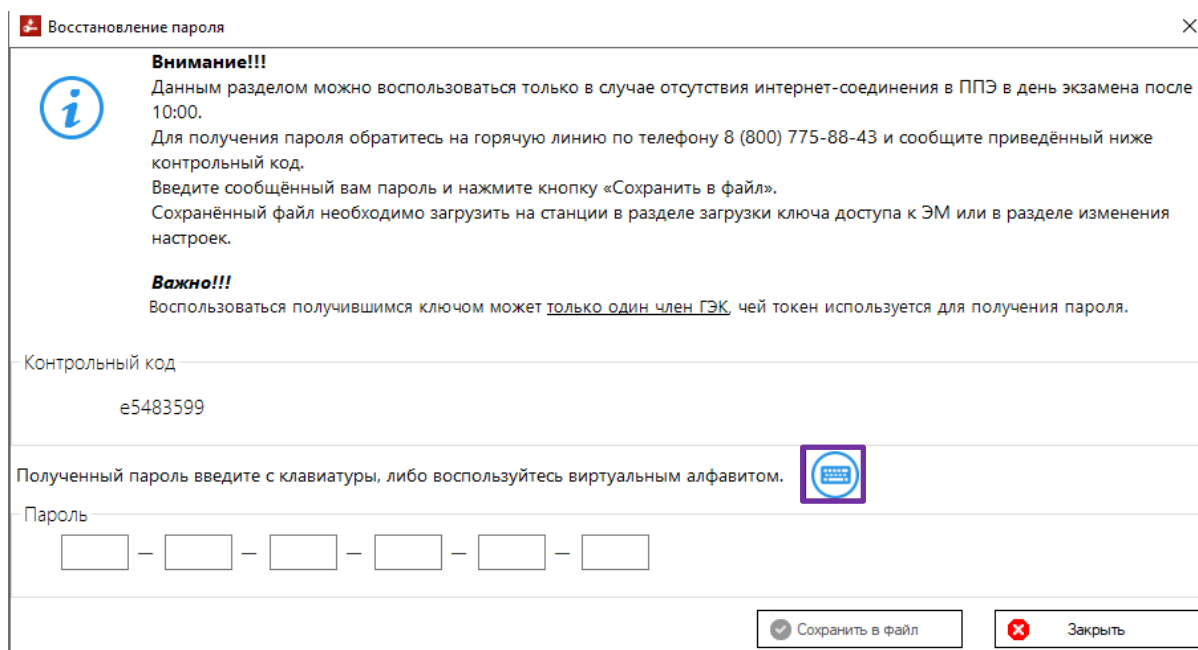 Восстановление пароля
Внимание!!!
Данным разделом можно воспользоваться только в случае отсутствия интернет-соединения в ППЭ в день экзамена после
10:00.
Для получения пароля обратитесь на горячую линию по телефону 8 (800) 775-88-43 и сообщите приведённый ниже
контрольный код.
Введите сообщённый вам пароль и нажмите кнопку «Сохранить в файл».
Сохранённый файл необходимо загрузить на станции в разделе загрузки ключа доступа к ЭМ или в разделе изменения
настроек.
Важно!!!
Воспользоваться получившимся ключом может только один член ГЭК, чей токен используется для получения пароля.
Контрольный код
e5483599
Полученный пароль введите с клавиатуры, либо воспользуйтесь виртуальным алфавитом.
Пароль
— — — — —
Сохранить в файл
Закрыть